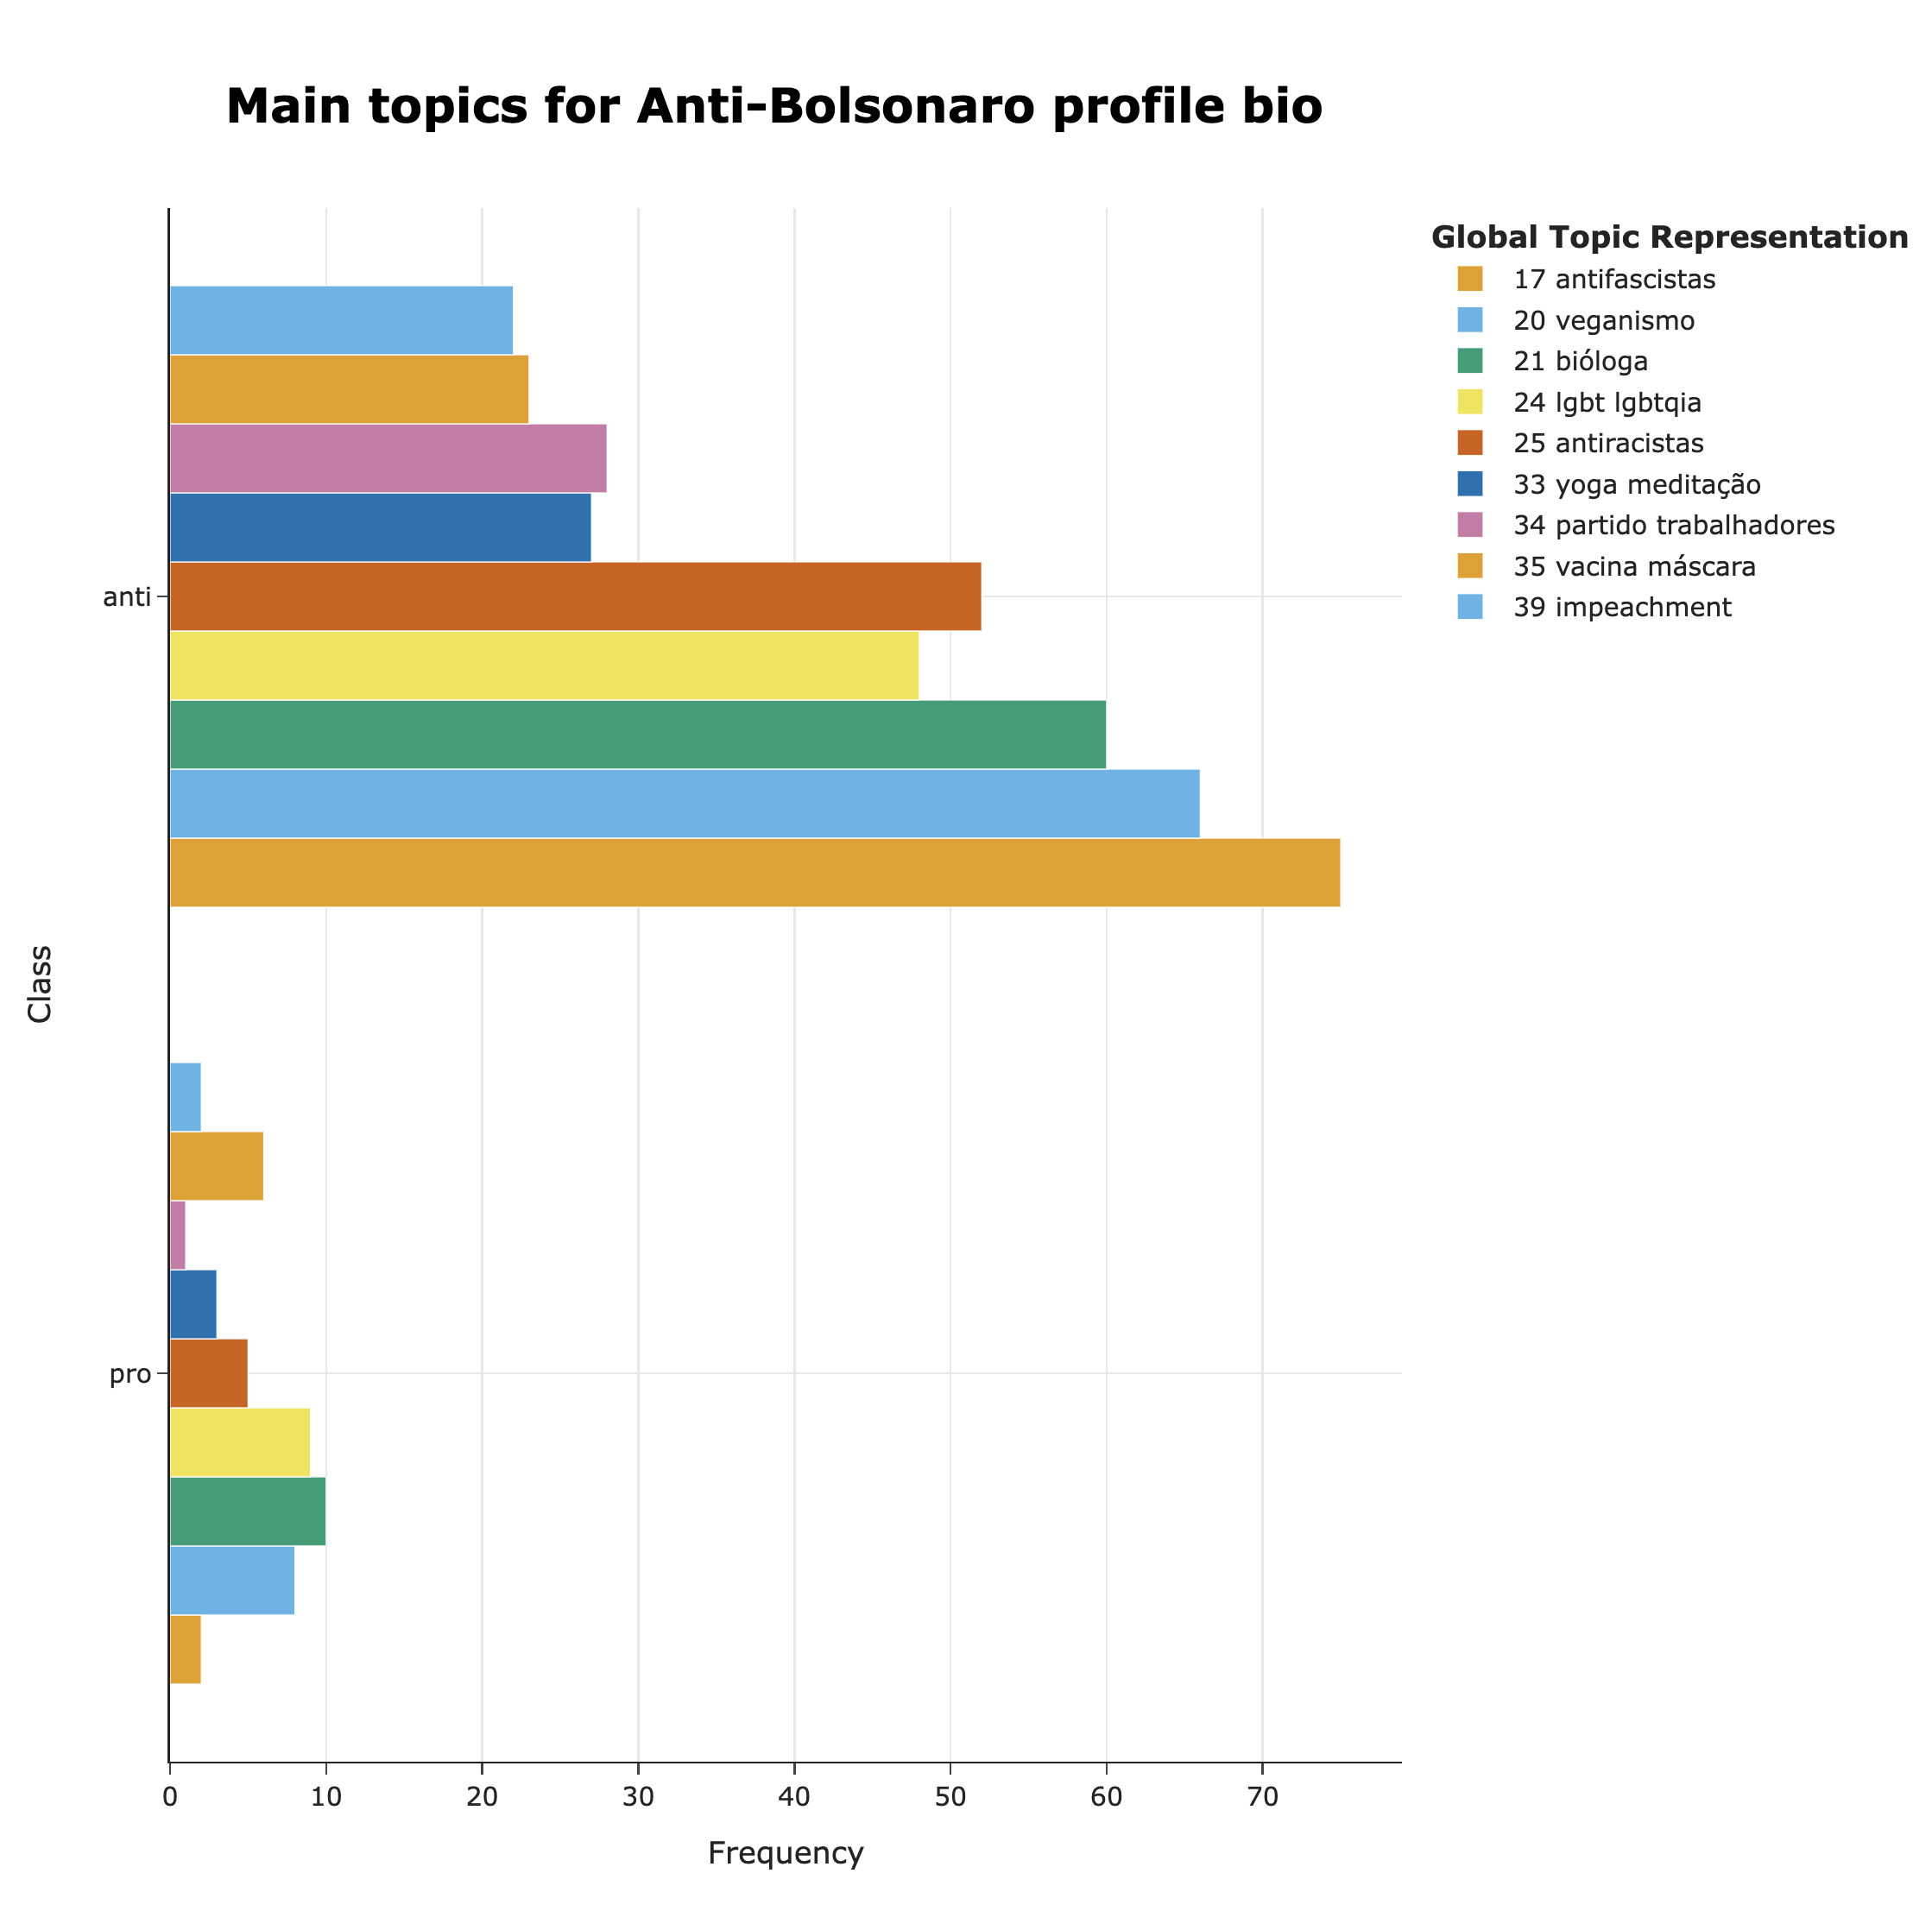 Main topics for Anti-Bolsonaro profile bio
Global Topic Representation
17 antifascistas
20 veganismo
21 bióloga
24 lgbt lgbtqia
25 antiracistas
33 yoga meditação
34 partido trabalhadores
35 vacina máscara
39 impeachment
anti
Class
pro
0 10 20 30 40 50 60 70
Frequency